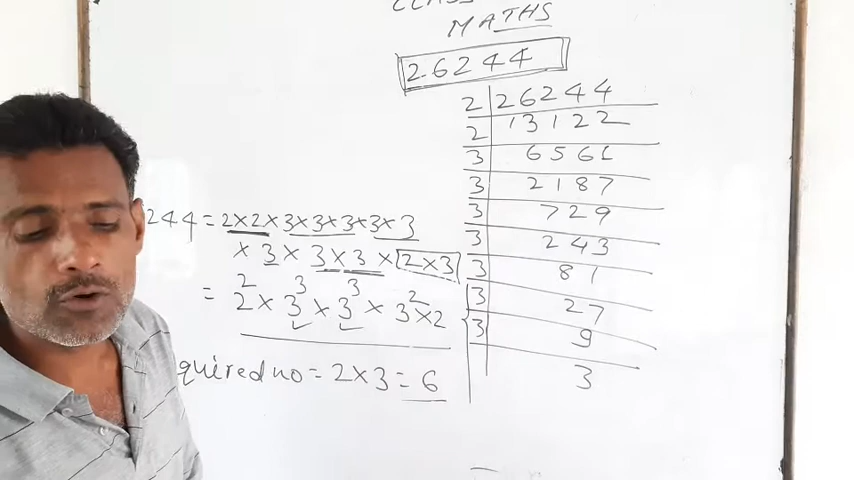 CLASS
MATHS
26244
2 | 26244
2 | 13122
3 | 6561
3 | 2187
3 | 729
3 | 243
3 | 81
3 | 27
3 | 9
3
244 = 2×2×3×3×3×3×3
× 3 × 3×3 × 2×3
= 2² × 3³ × 3³ × 3²×2
quired no = 2×3 = 6